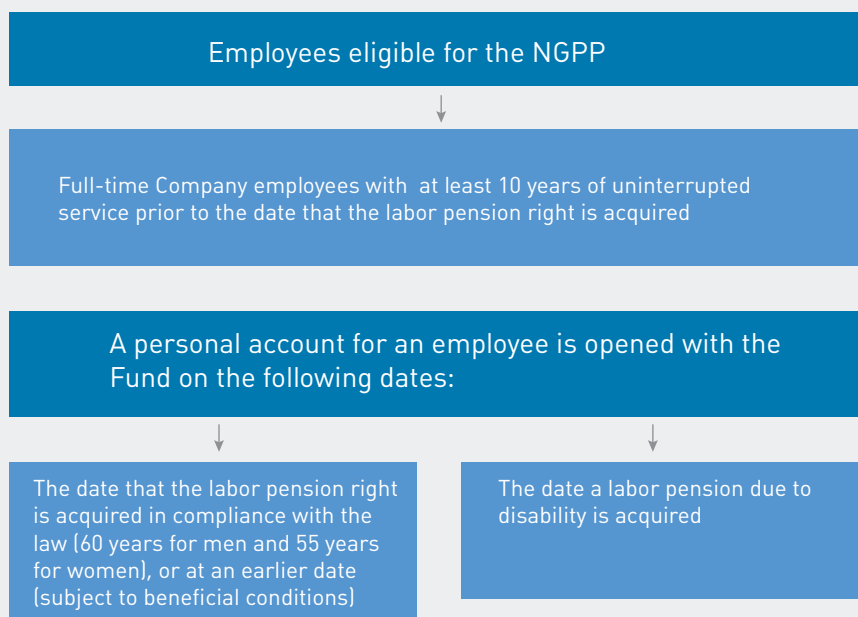 Employees eligible for the NGPP
Full-time Company employees with at least 10 years of uninterrupted
service prior to the date that the labor pension right is acquired
A personal account for an employee is opened with the
Fund on the following dates:
The date that the labor pension right
is acquired in compliance with the
law (60 years for men and 55 years
for women), or at an earlier date
(subject to beneficial conditions)
The date a labor pension due to
disability is acquired